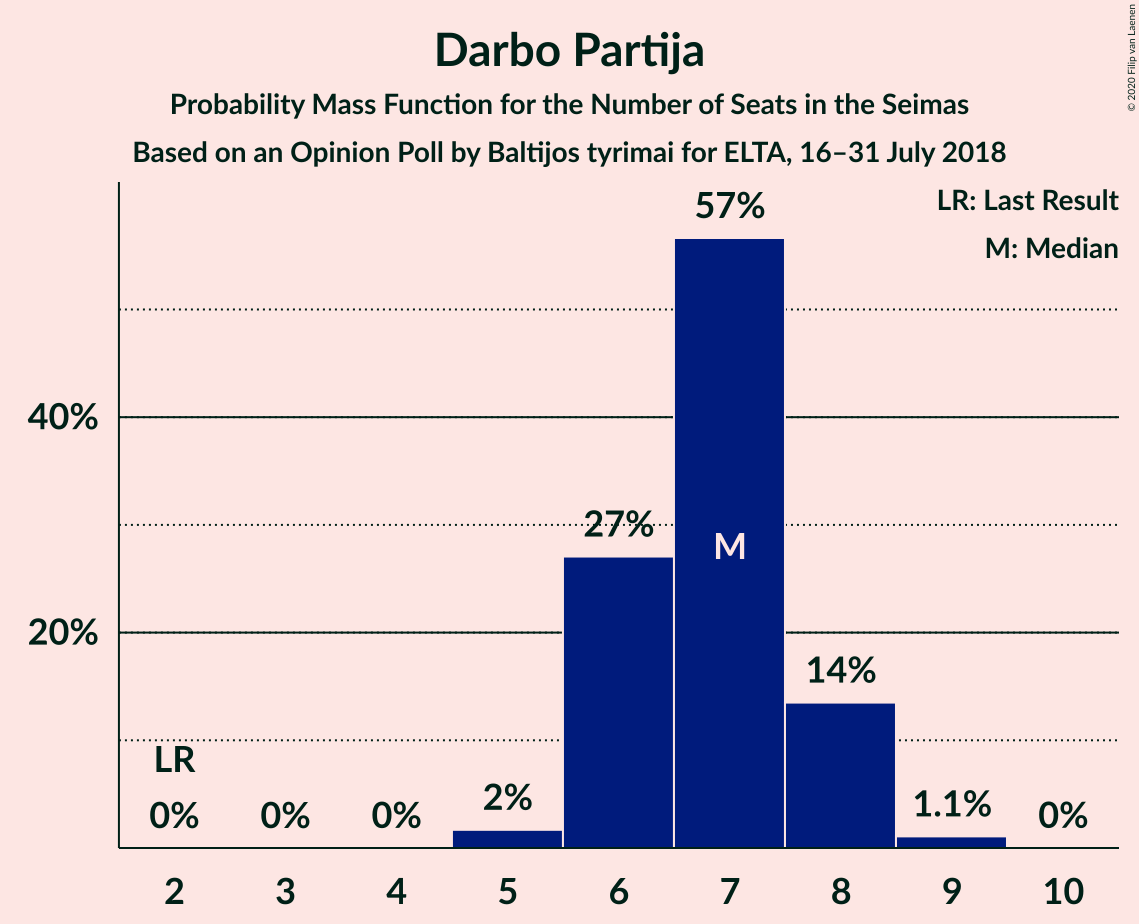 Darbo Partija
Probability Mass Function for the Number of Seats in the Seimas
Based on an Opinion Poll by Baltijos tyrimai for ELTA, 16–31 July 2018
© 2020 Filip van Laenen
LR: Last Result
M: Median
57%
40%
27%
M
20%
14%
LR
0%
0%
0%
2%
1.1%
0%
2 3 4 5 6 7 8 9 10